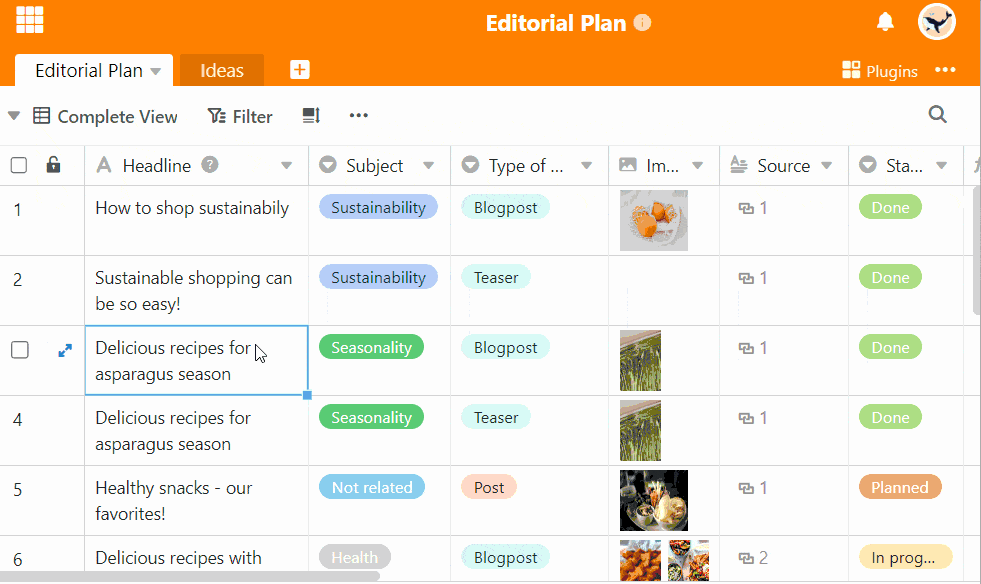 Editorial Plan
Editorial Plan Ideas Plugins
Complete View Filter
Headline Subject Type of ... Im... Source Sta...
1 How to shop sustainabily Sustainability Blogpost 1 Done
2 Sustainable shopping can be so easy! Sustainability Teaser 1 Done
Delicious recipes for asparagus season Seasonality Blogpost 1 Done
4 Delicious recipes for asparagus season Seasonality Teaser 1 Done
5 Healthy snacks - our favorites! Not related Post 1 Planned
6 Delicious recipes with Health Blogpost 2 In prog...